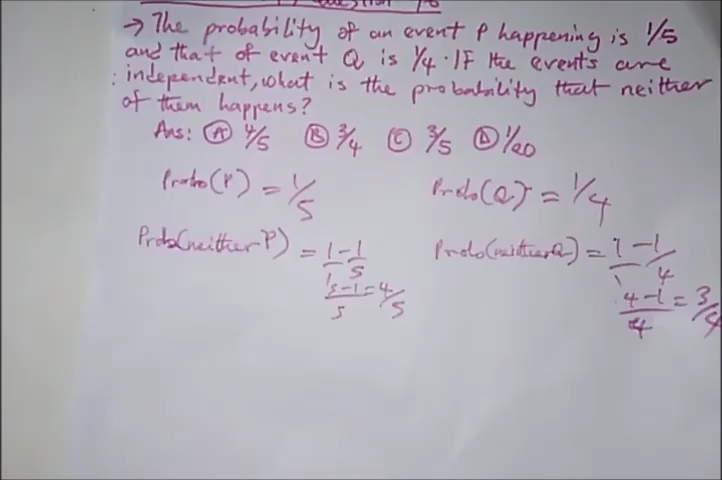 Question
→ The probability of an event P happening is 1/5
and that of event Q is 1/4. If the events are
independent, what is the probability that neither
of them happens?
Ans: (A) 4/5 (B) 3/4 (C) 3/5 (D) 1/20
Prob(P) = 1/5
Prob(Q) = 1/4
Prob(neither P) = 1/1 - 1/5
5-1/5 = 4/5
Prob(neither Q) = 1/1 - 1/4
4-1/4 = 3/4